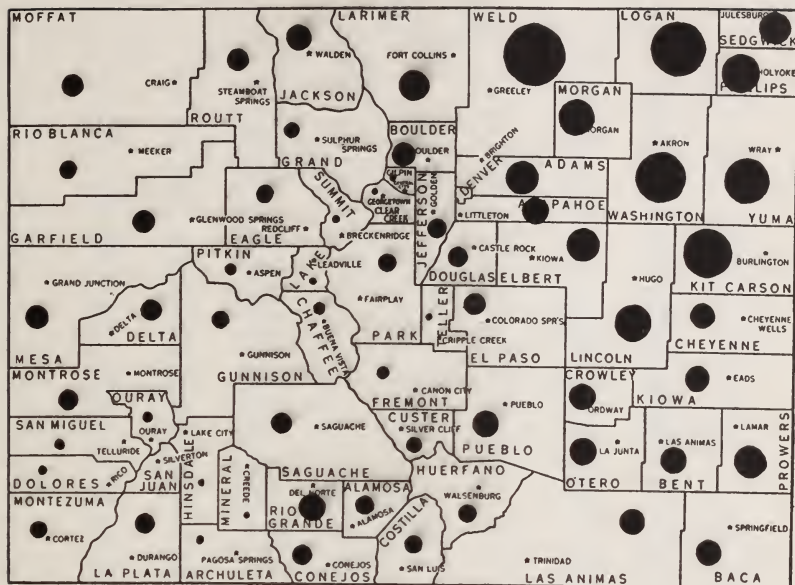 MOFFAT
CRAIG
ROUTT
STEAMBOAT
SPRINGS
WALDEN
JACKSON
LARIMER
FORT COLLINS
WELD
GREELEY
LOGAN
JULESBURG
SEDGWICK
HOLYOKE
PHILLIPS
MORGAN
MORGAN
RIO BLANCA
MEEKER
SULPHUR
SPRINGS
GRAND
BOULDER
BOULDER
GILPIN
BRIGHTON
ADAMS
AKRON
WASHINGTON
WRAY
YUMA
GARFIELD
GLENWOOD SPRINGS
REDCLIFF
EAGLE
SUMMIT
BRECKENRIDGE
GEORGETOWN
CLEAR
CREEK
JEFFERSON
GOLDEN
DENVER
LITTLETON
PITKIN
ASPEN
LAKE
LEADVILLE
FAIRPLAY
PARK
CASTLE ROCK
DOUGLAS
KIOWA
ELBERT
HUGO
LINCOLN
BURLINGTON
KIT CARSON
GRAND JUNCTION
MESA
DELTA
DELTA
GUNNISON
GUNNISON
CHAFFEE
BUENA VISTA
TELLER
CRIPPLE CREEK
COLORADO SPR'S
EL PASO
CHEYENNE
WELLS
CHEYENNE
MONTROSE
MONTROSE
OURAY
OURAY
SAN MIGUEL
TELLURIDE
LAKE CITY
SAGUACHE
SAGUACHE
CANON CITY
FREMONT
CUSTER
SILVER CLIFF
PUEBLO
PUEBLO
CROWLEY
ORDWAY
EADS
KIOWA
DOLORES
RICO
SILVERTON
SAN
JUAN
HINSDALE
MINERAL
CREEDE
DEL NORTE
RIO
GRANDE
ALAMOSA
ALAMOSA
HUERFANO
WALSENBURG
COSTILLA
SAN LUIS
LA JUNTA
OTERO
LAS ANIMAS
BENT
LAMAR
PROWERS
MONTEZUMA
CORTEZ
DURANGO
LA PLATA
PAGOSA SPRINGS
ARCHULETA
CONEJOS
CONEJOS
TRINIDAD
LAS ANIMAS
SPRINGFIELD
BACA